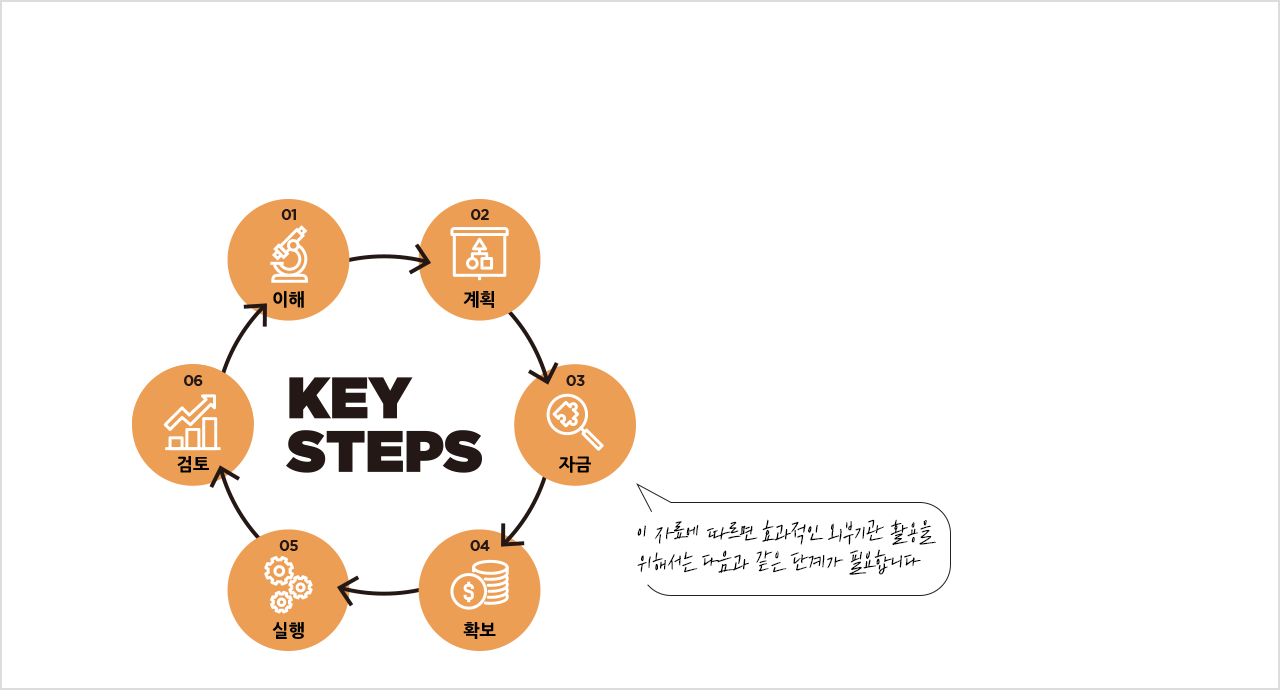 01
이해
02
계획
03
자금
04
확보
05
실행
06
검토
KEY
STEPS
이 자료에 따르면 효과적인 외부기관 활용을
위해서는 다음과 같은 단계가 필요합니다